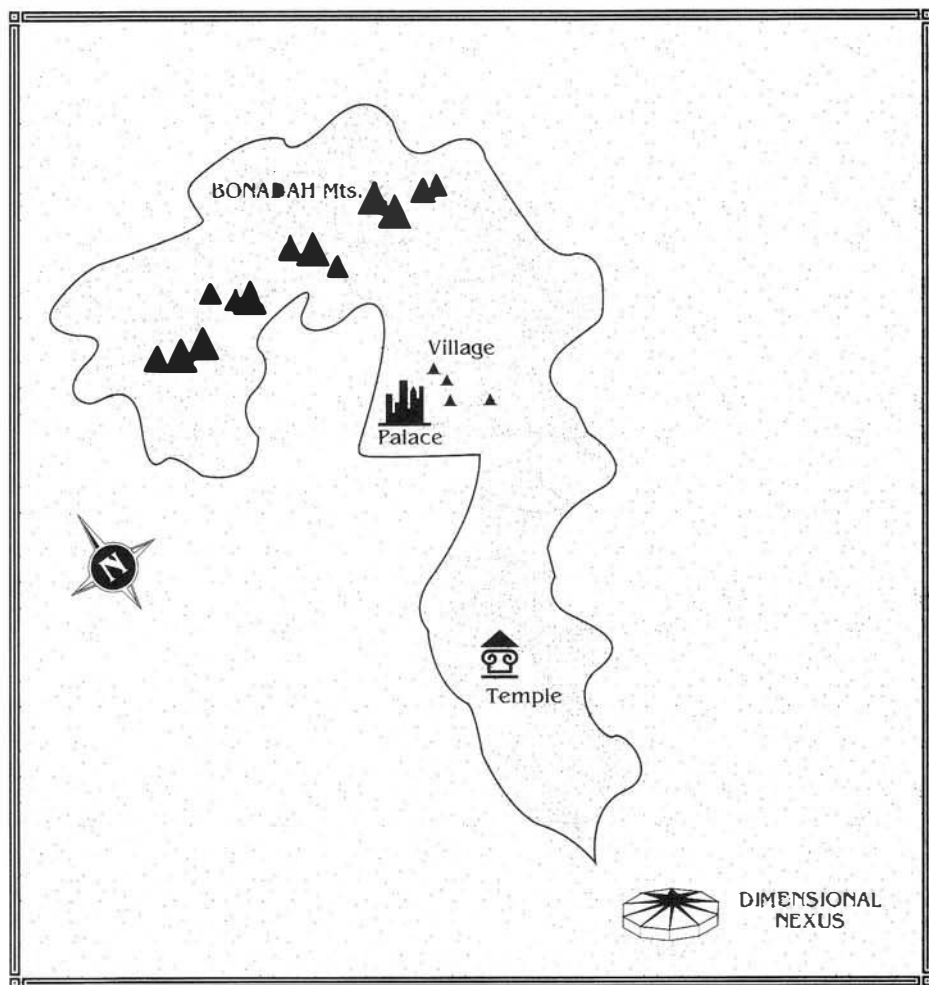 BONADAH Mts.
Village
Palace
N
Temple
DIMENSIONAL
NEXUS